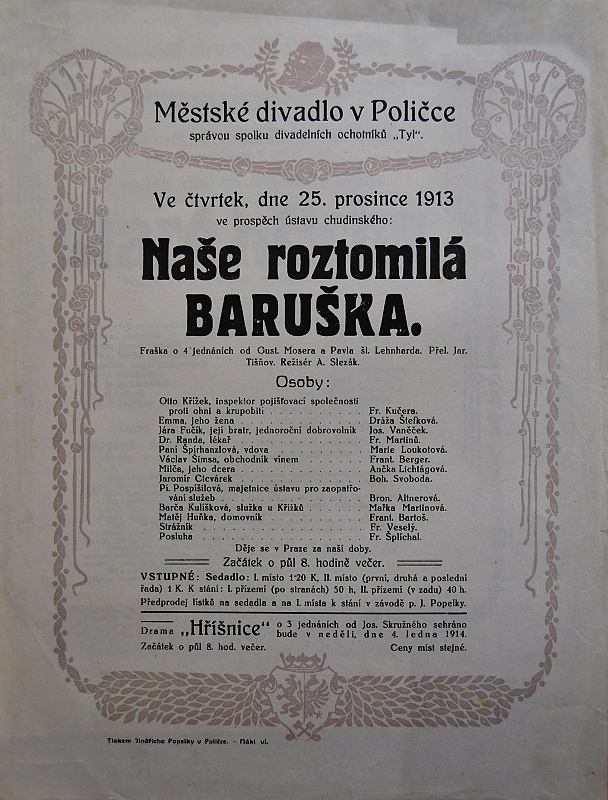 Městské divadlo v Poličce
správou spolku divadelních ochotníků „Tyl“.
Ve čtvrtek, dne 25. prosince 1913
ve prospěch ústavu chudinského:
Naše roztomilá
BARUŠKA.
Fraška o 4 jednáních od Gust. Mosera a Pavla šl. Lehnharda. Přel. Jar.
Tišňov. Režisér A. Slezák.
Osoby:
Otto Křížek, inspektor pojišťovací společnosti
proti ohni a krupobití . . . . . . . . . . Fr. Kučera.
Emma, jeho žena . . . . . . . . . . . . Dráža Štefková.
Jára Fučík, její bratr, jednoroční dobrovolník Jos. Vaněček.
Dr. Randa, lékař . . . . . . . . . . . . Fr. Martinů.
Paní Špirhanzlová, vdova . . . . . . . . Marie Loukotová.
Václav Šimsa, obchodník vínem . . . . . . Frant. Berger.
Milča, jeho dcera . . . . . . . . . . . . Ančka Lichtágová.
Jaromír Cicvárek . . . . . . . . . . . . Boh. Svoboda.
Pí. Pospíšilová, majetnice ústavu pro zaopatřo-
vání služeb . . . . . . . . . . . . . . Bron. Altnerová.
Barča Kulíšková, služka u Křížků . . . . . Mařka Martinová.
Matěj Huňka, domovník . . . . . . . . . Frant. Bartoš.
Strážník . . . . . . . . . . . . . . . Fr. Veselý.
Posluha . . . . . . . . . . . . . . . Fr. Šplíchal.
Děje se v Praze za naší doby.
Začátek o půl 8. hodině večer.
VSTUPNÉ: Sedadlo: I. místo 1·20 K, II. místo (první, druhá a poslední
řada) 1 K. K stání: I. přízemí (po stranách) 50 h, II. přízemí (v zadu) 40 h.
Předprodej lístků na sedadla a na I. místa k stání v závodě p. J. Popelky.
Drama „Hříšnice“ o 3 jednáních od Jos. Skružného sehráno
bude v neděli, dne 4. ledna 1914.
Začátek o půl 8. hod. večer. Ceny míst stejné.
Tiskem Jindřicha Popelky v Poličce. - Nákl. vl.